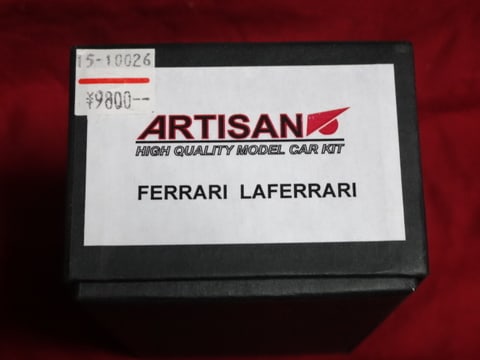 15-10026
¥9800--
ARTISAN
HIGH QUALITY MODEL CAR KIT
FERRARI LAFERRARI